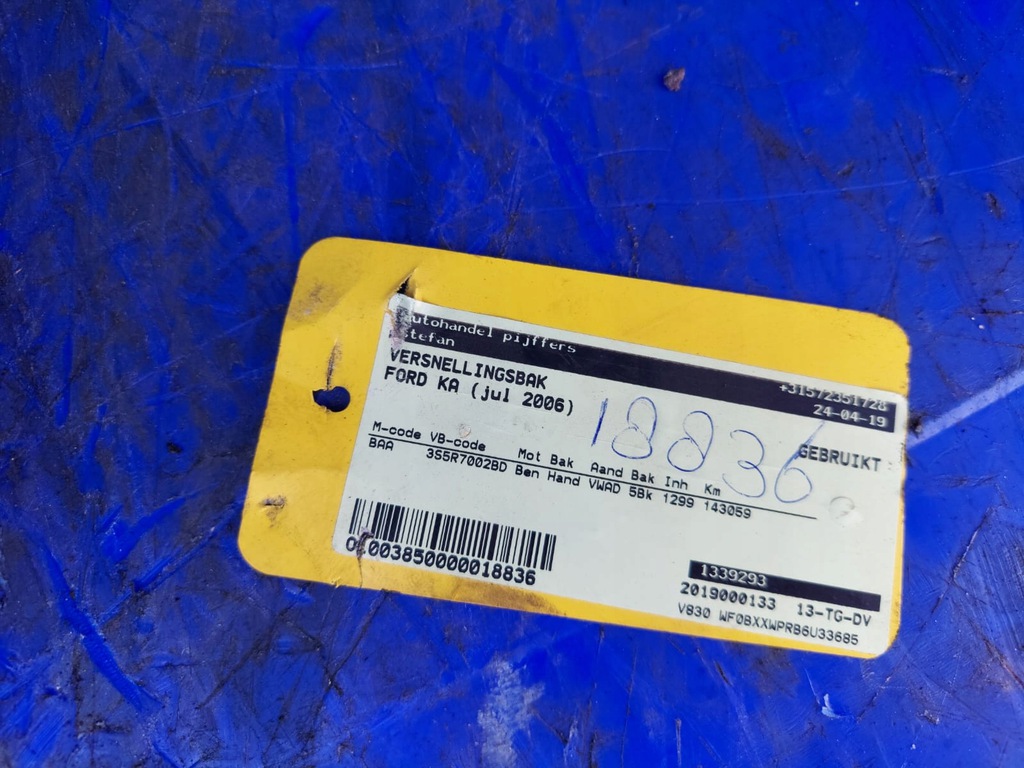 autohandel pijffers
stefan
+31572351728
24-04-19
VERSNELLINGSBAK
FORD KA (jul 2006)
18836
GEBRUIKT
M-code VB-code Mot Bak Aand Bak Inh Km
BAA 3S5R7002BD Ben Hand VWAD 5Bk 1299 143059
003850000018836
1339293
2019000133 13-TG-DV
V830 WF0BXXWPRB6U33685